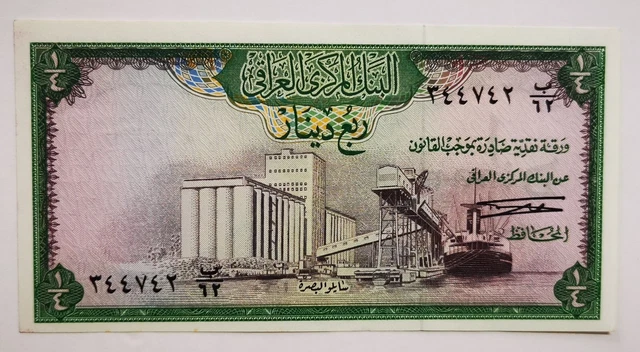 البنك المركزي العراقي
١/٤
١/٤
ربع دينار
٣٤٤٧٤٢ ب/٦٢
ورقة نقدية صادرة بموجب القانون
عن البنك المركزي العراقي
المحافظ
٣٤٤٧٤٢ ب/٦٢
سايلو البصرة
١/٤
١/٤